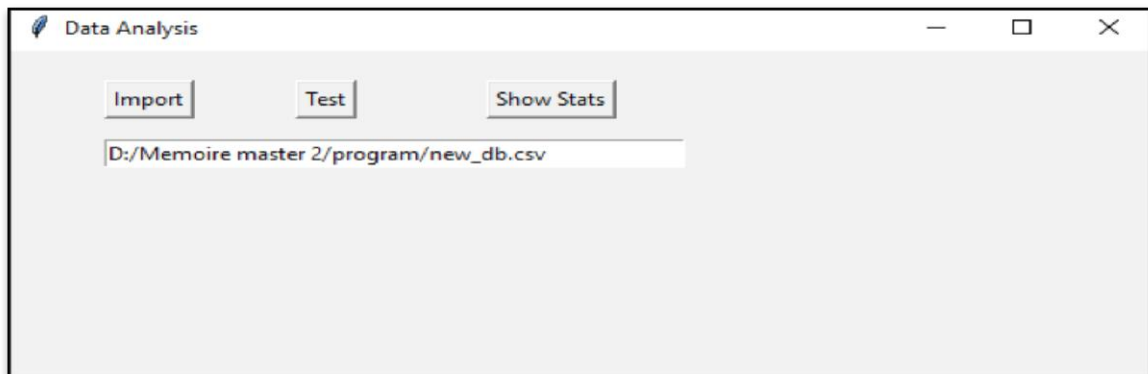 Data Analysis
Import Test Show Stats
D:/Memoire master 2/program/new_db.csv